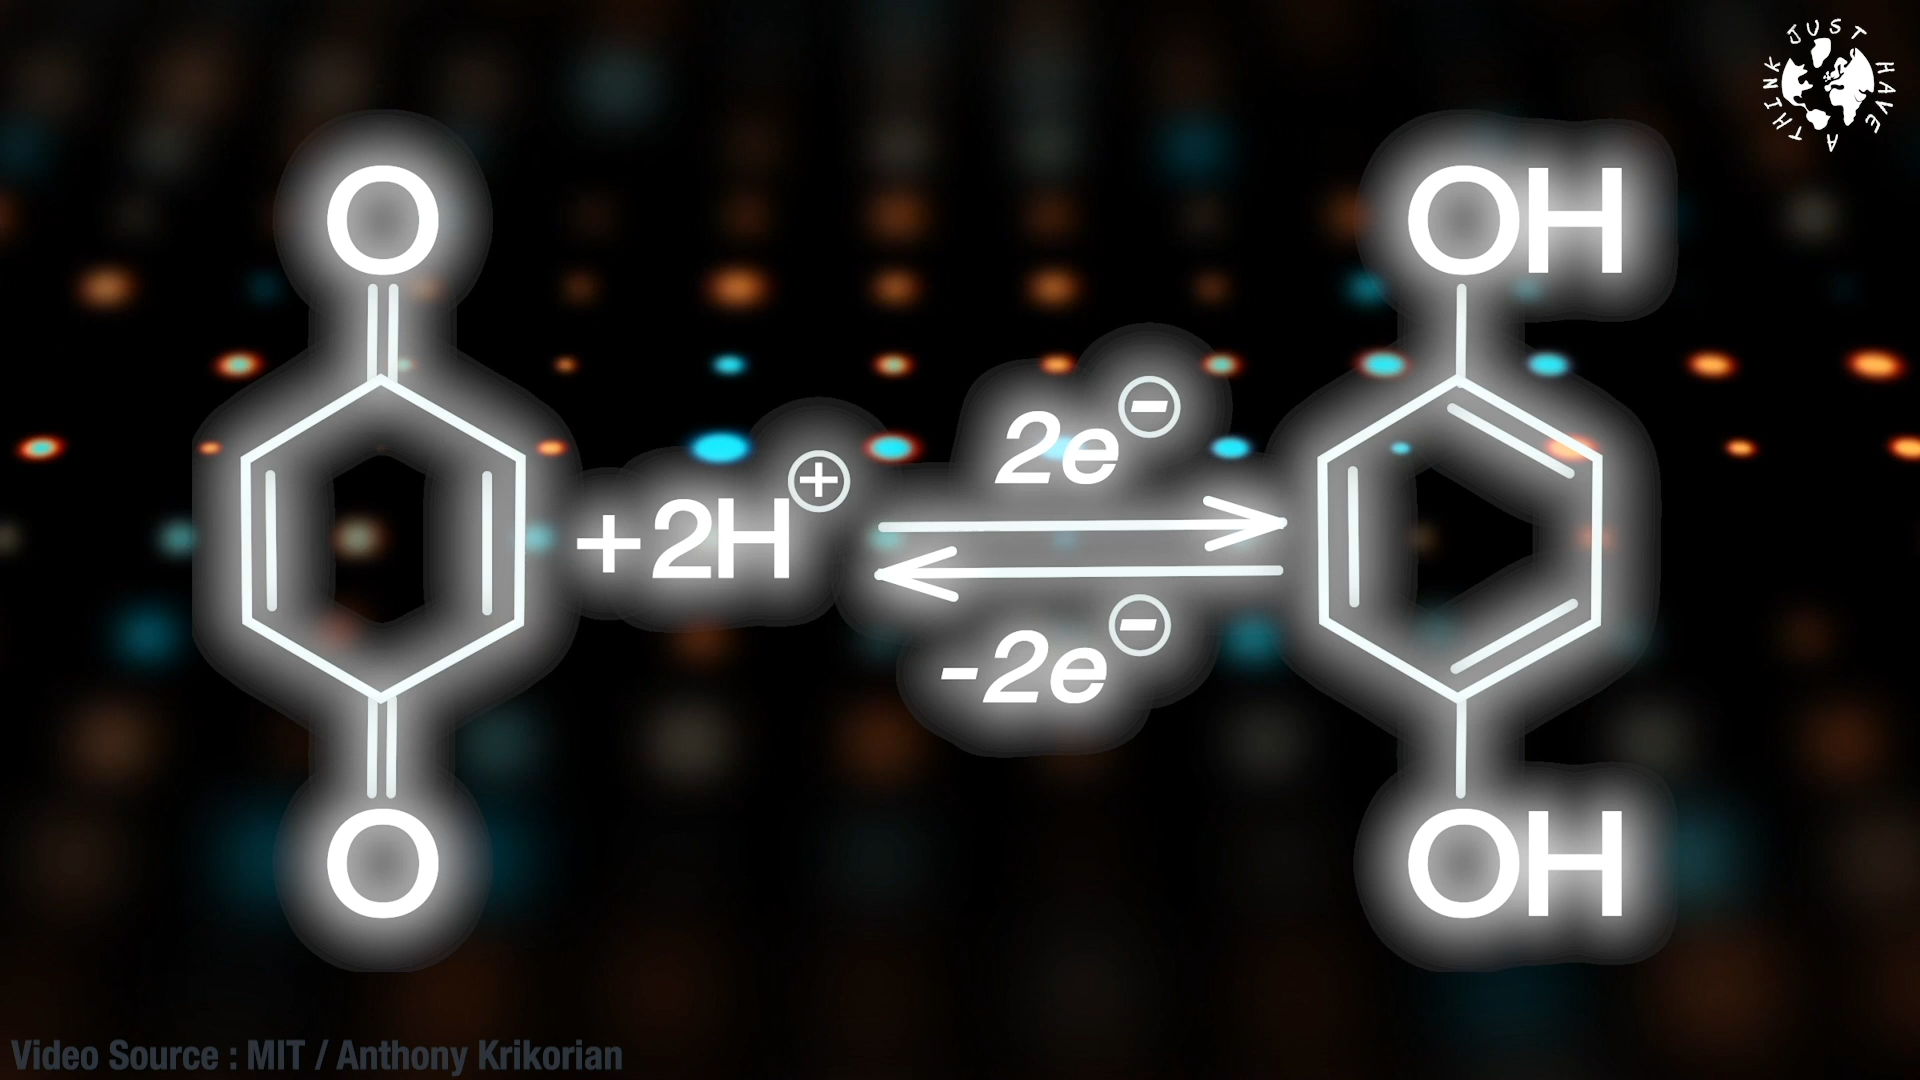 JUST HAVE A THINK
O
OH
2e⊖
+2H⊕
-2e⊖
O
OH
Video Source : MIT / Anthony Krikorian